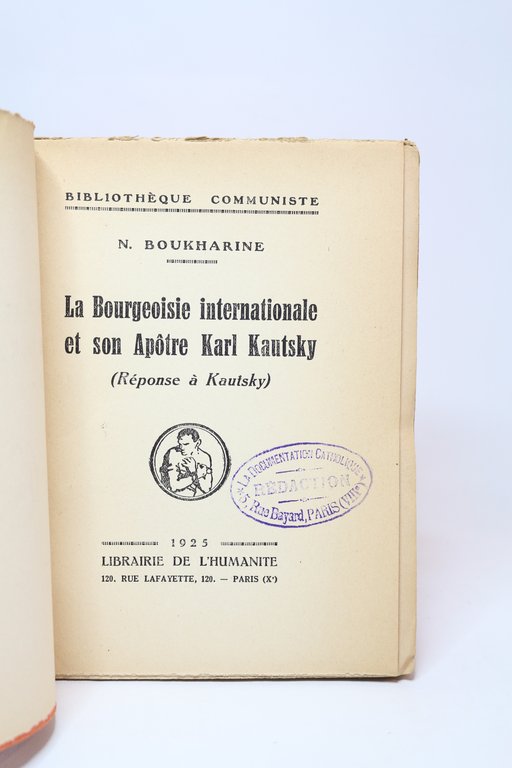 BIBLIOTHÈQUE COMMUNISTE
N. BOUKHARINE
La Bourgeoisie internationale
et son Apôtre Karl Kautsky
(Réponse à Kautsky)
LA DOCUMENTATION CATHOLIQUE
RÉDACTION
5, Rue Bayard, PARIS (VIIIe)
1925
LIBRAIRIE DE L'HUMANITE
120. RUE LAFAYETTE, 120. — PARIS (Xe)